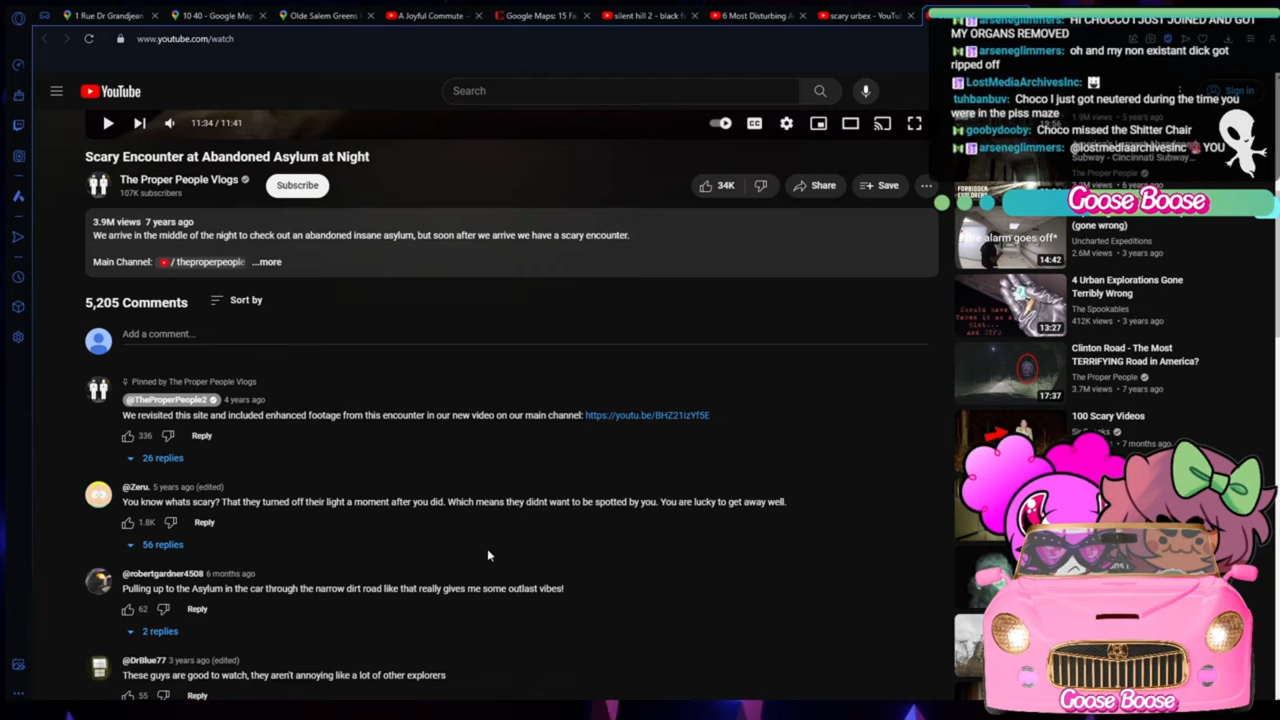 1 Rue Dr Grandjean
10 40 - Google Ma
Olde Salem Greens
A Joyful Commute -
Google Maps: 15 Fa
silent hill 2 - black f
6 Most Disturbing A
scary urbex - YouTu
www.youtube.com/watch
YouTube
Search
Sign in
11:34 / 11:41
CC
Scary Encounter at Abandoned Asylum at Night
The Proper People Vlogs
107K subscribers
Subscribe
34K
Share
Save
3.9M views 7 years ago
We arrive in the middle of the night to check out an abandoned insane asylum, but soon after we arrive we have a scary encounter.
Main Channel: / theproperpeople ...more
5,205 Comments
Sort by
Add a comment...
Pinned by The Proper People Vlogs
@TheProperPeople2 4 years ago
We revisited this site and included enhanced footage from this encounter in our new video on our main channel: https://youtu.be/BHZ21izYf5E
336 Reply
26 replies
@Zeru. 5 years ago (edited)
You know whats scary? That they turned off their light a moment after you did. Which means they didnt want to be spotted by you. You are lucky to get away well.
1.8K Reply
56 replies
@robertgardner4508 6 months ago
Pulling up to the Asylum in the car through the narrow dirt road like that really gives me some outlast vibes!
62 Reply
2 replies
@DrBlue77 3 years ago (edited)
These guys are good to watch, they aren't annoying like a lot of other explorers
55 Reply
arseneglimmers: HI CHOCCO I JUST JOINED AND GOT
MY ORGANS REMOVED
arseneglimmers: oh and my non existant dick got
ripped off
LostMediaArchivesInc:
tuhbanbuv: Choco I just got neutered during the time you
were in the piss maze
goobydooby: Choco missed the Shitter Chair
arseneglimmers: @lostmediaarchivesinc YOU
Subway - Cincinnati Subway...
The Proper People
FORBIDDEN
Goose Boose
(gone wrong)
Uncharted Expeditions
2.6M views 3 years ago
alarm goes off*
14:42
4 Urban Explorations Gone
Terribly Wrong
The Spookables
412K views 3 years ago
13:27
Clinton Road - The Most
TERRIFYING Road in America?
The Proper People
3.7M views 7 years ago
17:37
100 Scary Videos
7 months ago
Goose Boose